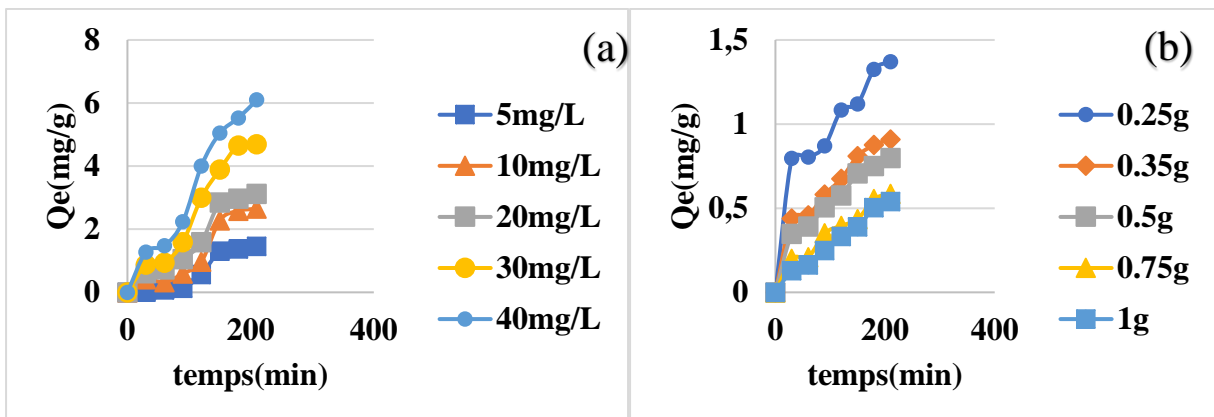 (a)
8
6
4
2
0
Qe(mg/g)
0 200 400
temps(min)
5mg/L
10mg/L
20mg/L
30mg/L
40mg/L
(b)
1,5
1
0,5
0
Qe(mg/g)
0 200 400
temps(min)
0.25g
0.35g
0.5g
0.75g
1g